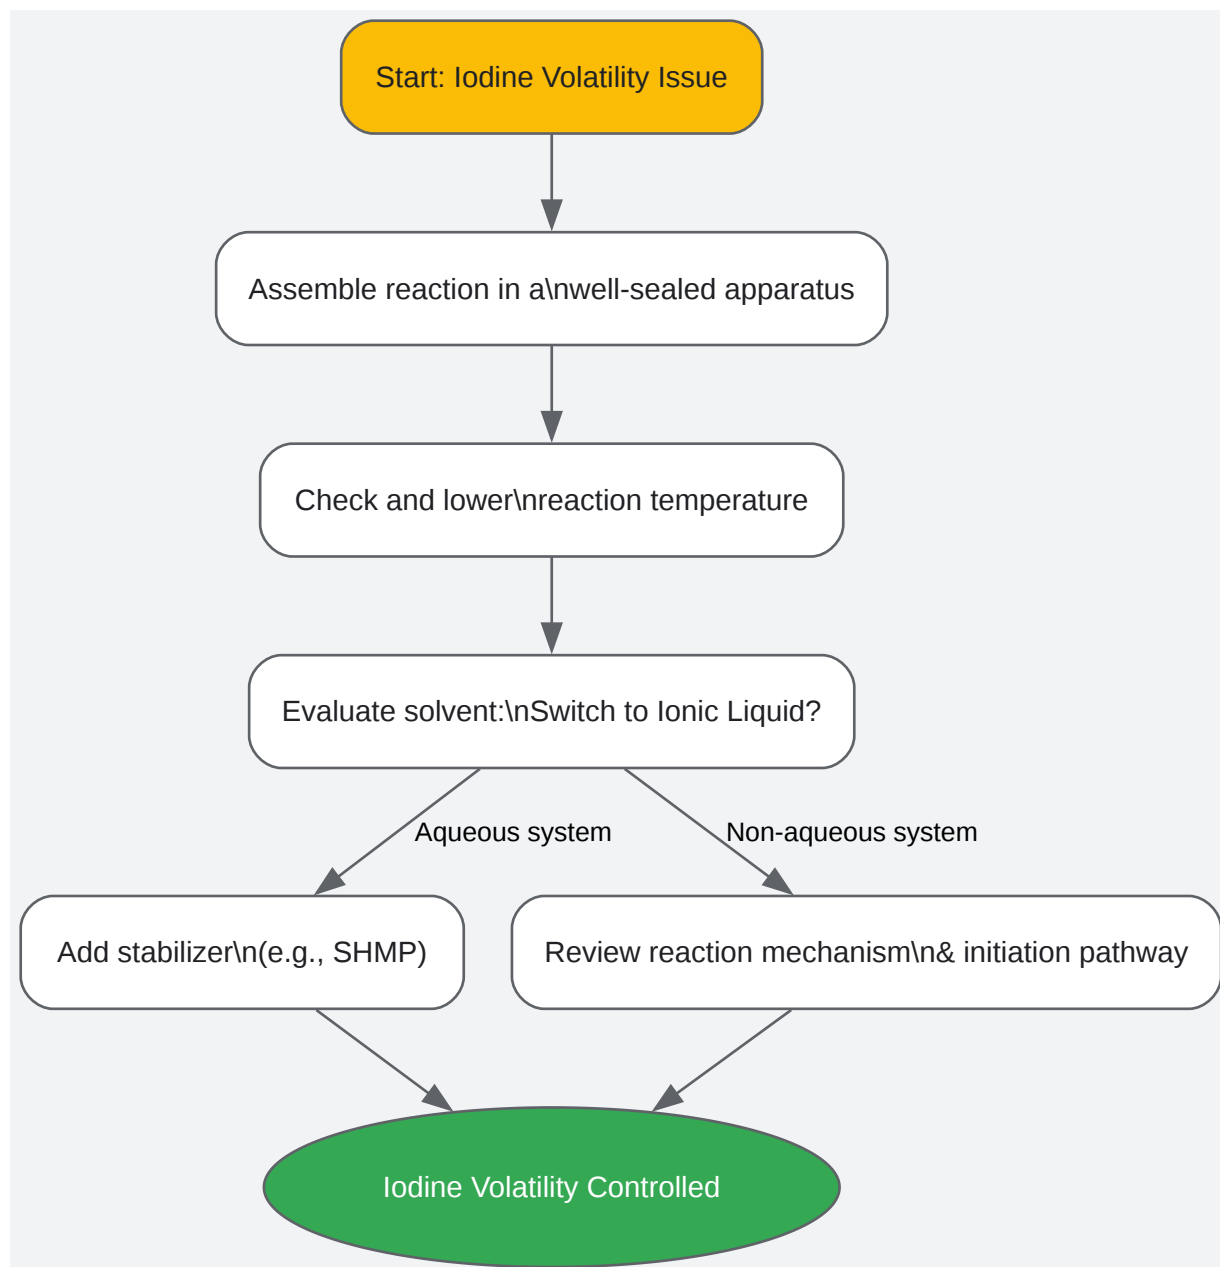 Start: Iodine Volatility Issue
Assemble reaction in a\nwell-sealed apparatus
Check and lower\nreaction temperature
Evaluate solvent:\nSwitch to Ionic Liquid?
Aqueous system
Non-aqueous system
Add stabilizer\n(e.g., SHMP)
Review reaction mechanism\n& initiation pathway
Iodine Volatility Controlled